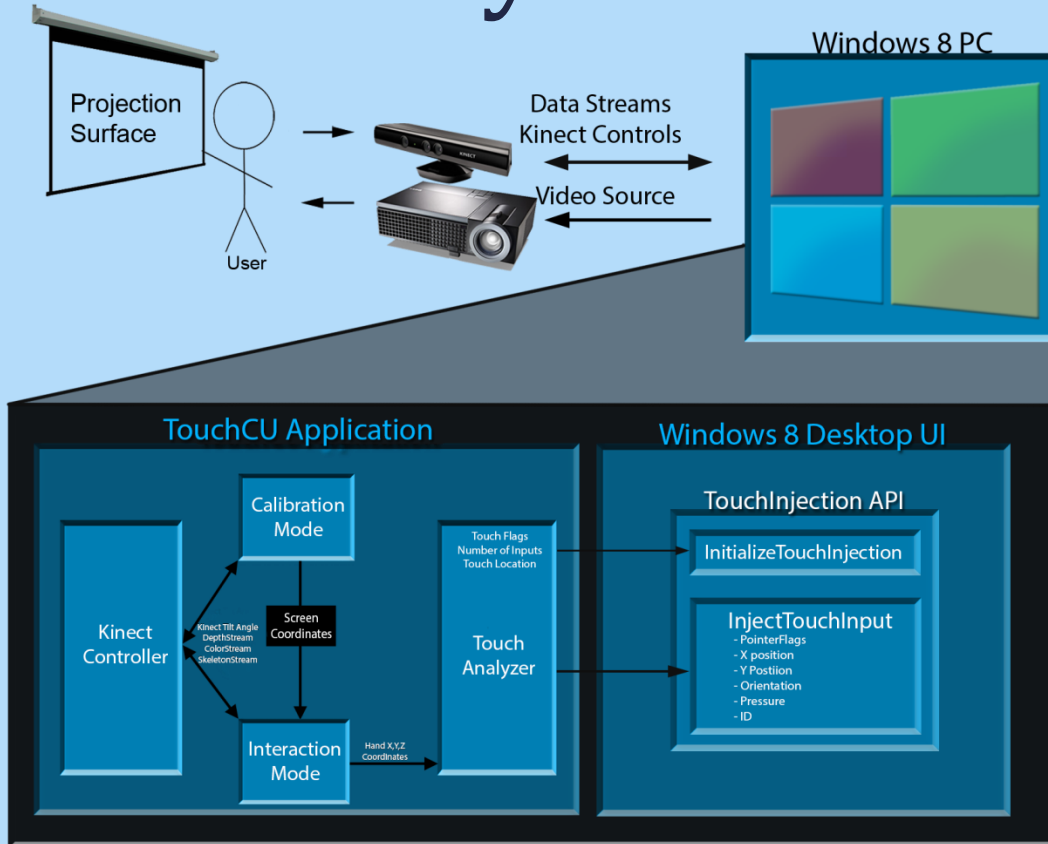 Windows 8 PC
Projection
Surface
Data Streams
Kinect Controls
KINECT
Video Source
User
TouchCU Application
Windows 8 Desktop UI
Calibration
Mode
TouchInjection API
Touch Flags
Number of Inputs
Touch Location
InitializeTouchInjection
Kinect
Controller
Kinect Tilt Angle
DepthStream
ColorStream
SkeletonStream
Screen
Coordinates
Touch
Analyzer
InjectTouchInput
- PointerFlags
- X position
- Y Postiion
- Orientation
- Pressure
- ID
Interaction
Mode
Hand X,Y,Z
Coordinates